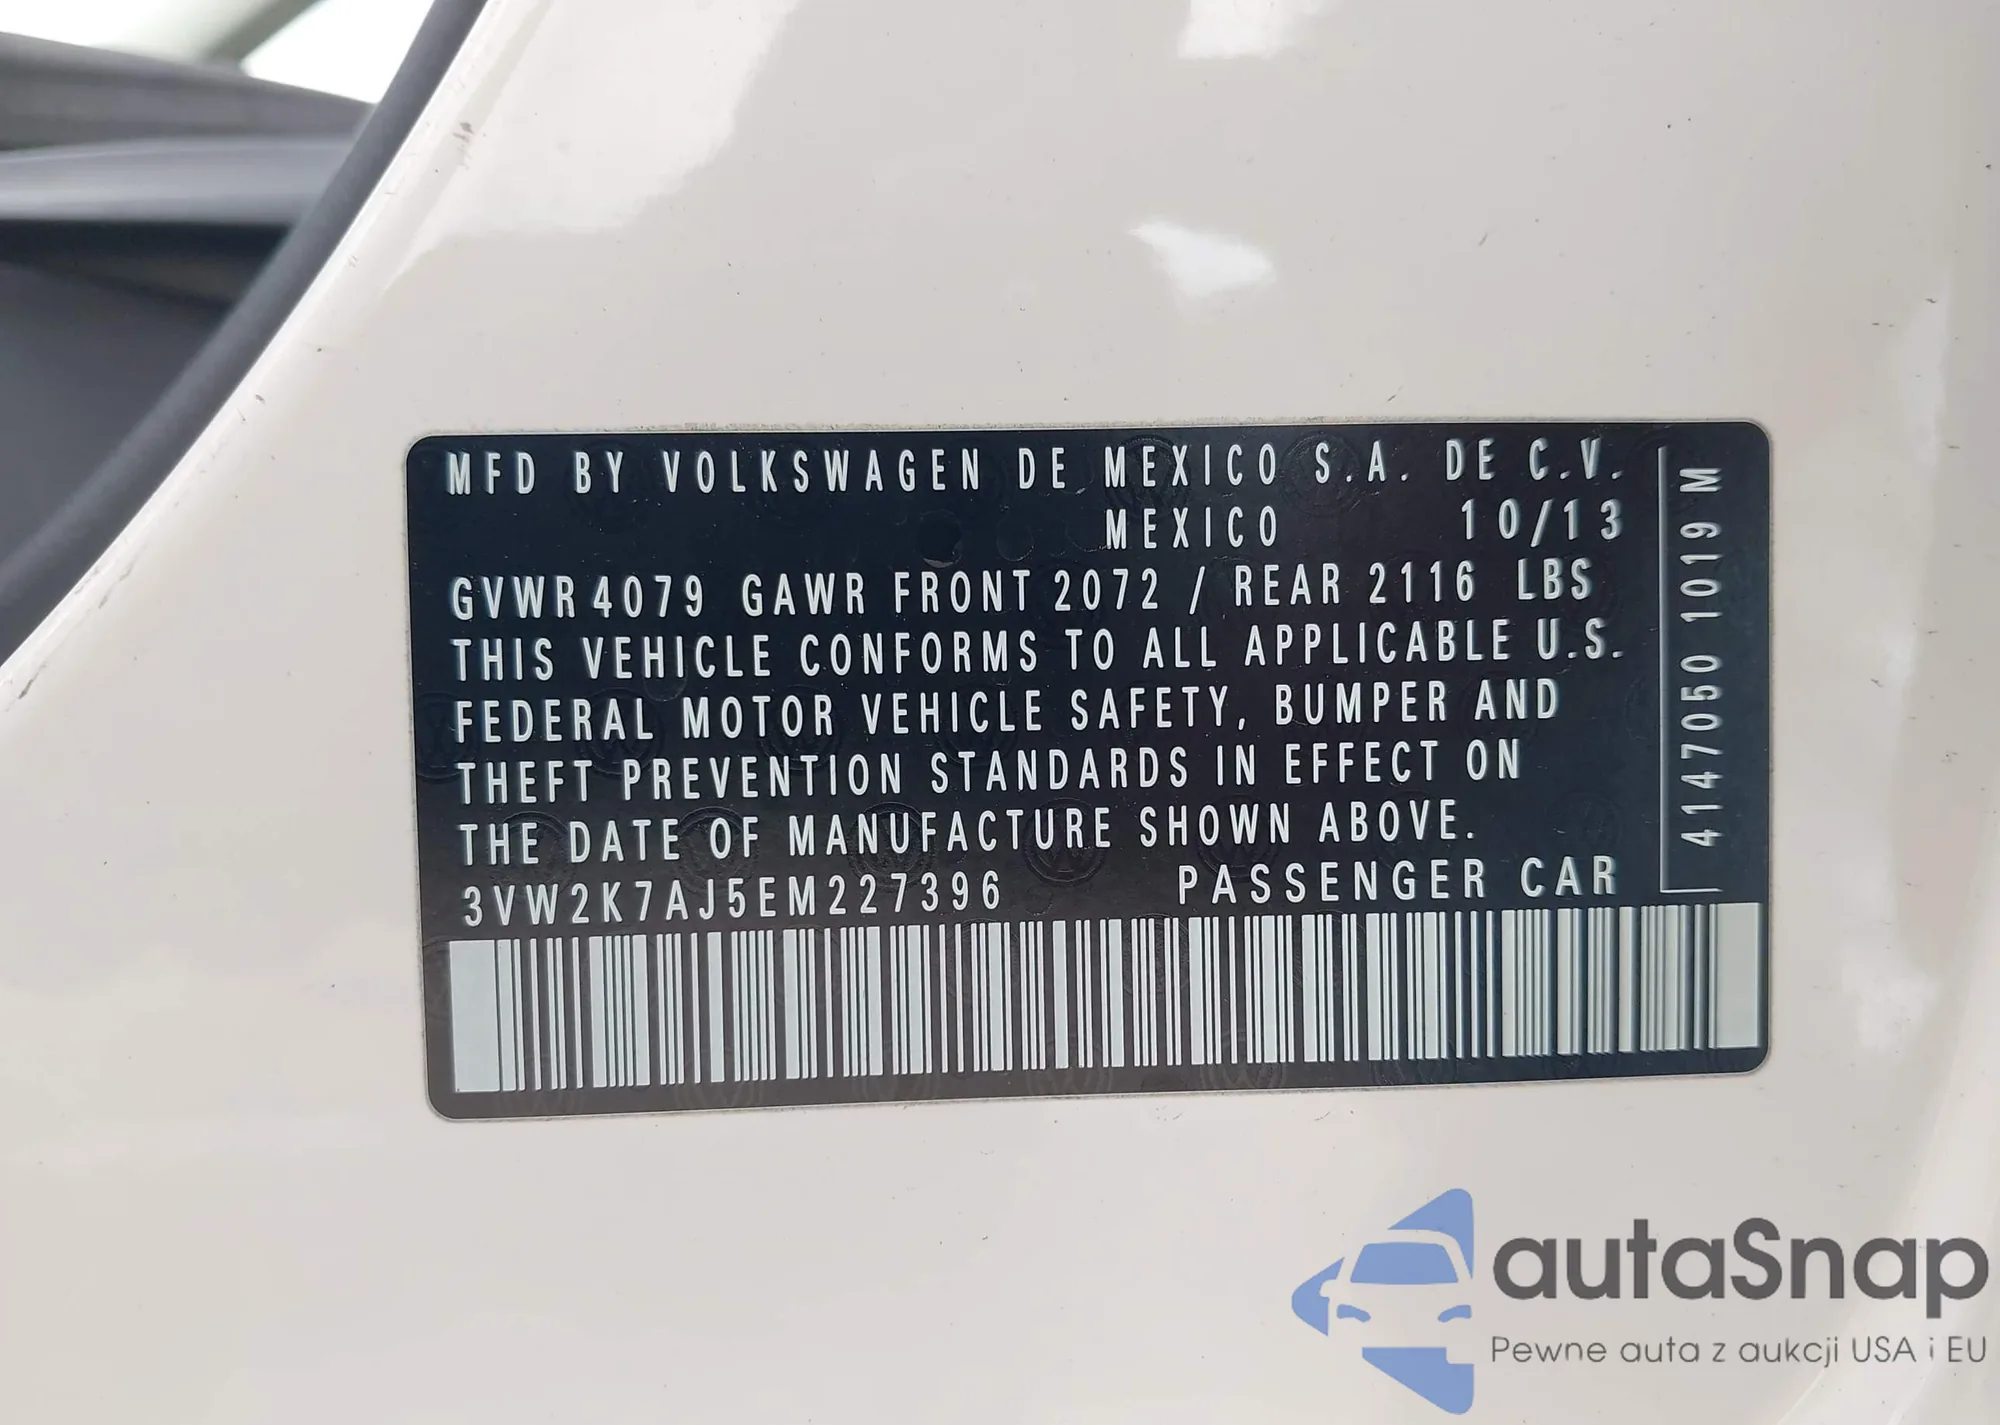 MFD BY VOLKSWAGEN DE MEXICO S.A. DE C.V.
MEXICO 10/13
GVWR 4079 GAWR FRONT 2072 / REAR 2116 LBS
THIS VEHICLE CONFORMS TO ALL APPLICABLE U.S.
FEDERAL MOTOR VEHICLE SAFETY, BUMPER AND
THEFT PREVENTION STANDARDS IN EFFECT ON
THE DATE OF MANUFACTURE SHOWN ABOVE.
3VW2K7AJ5EM227396 PASSENGER CAR
4147050 1019 M
autaSnap
Pewne auta z aukcji USA i EU